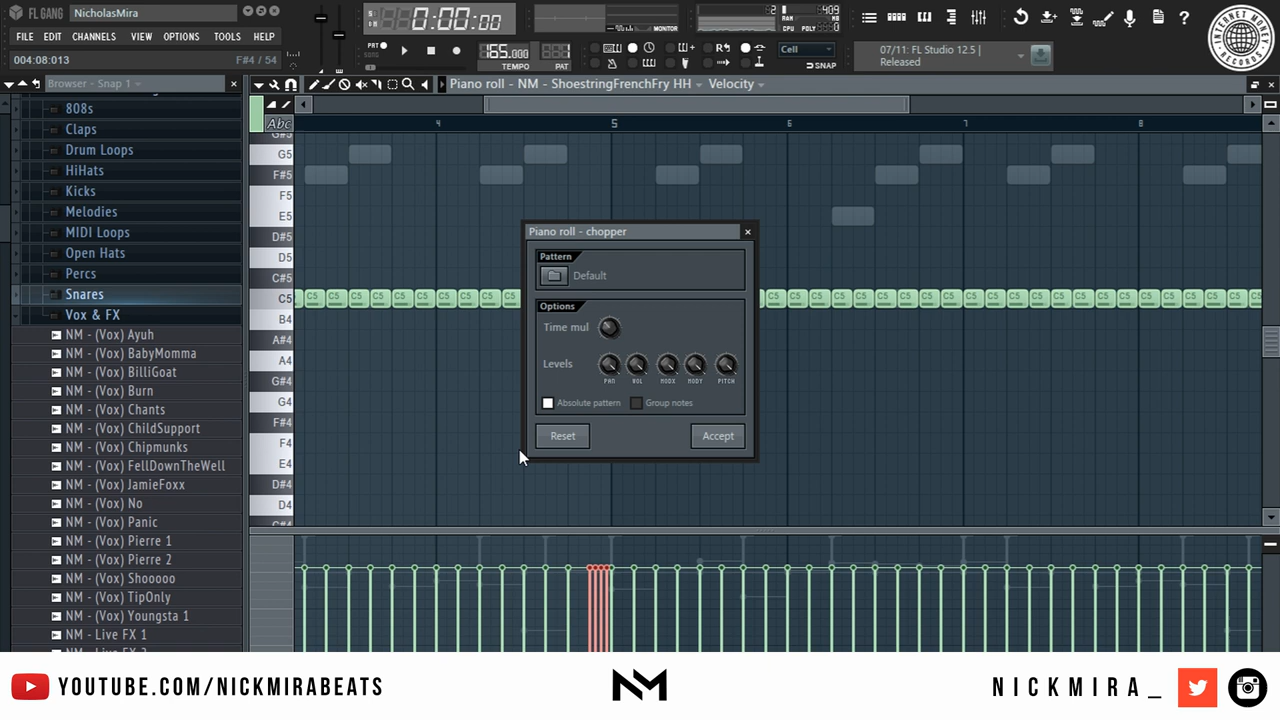 FL GANG
NicholasMira
FILE EDIT CHANNELS VIEW OPTIONS TOOLS HELP
004:08:013
F#4 / 54
0:00:00
PAT
165.000
TEMPO
PAT
MONITOR
409
Cell
SNAP
07/11: FL Studio 12.5 |
Released
INTERNET MONEY
Browser - Snap 1
Piano roll - NM - ShoestringFrenchFry HH
Velocity
Abc
4 5 6 7 8
808s
Claps
Drum Loops
HiHats
Kicks
Melodies
MIDI Loops
Open Hats
Percs
Snares
Vox & FX
NM - (Vox) Ayuh
NM - (Vox) BabyMomma
NM - (Vox) BilliGoat
NM - (Vox) Burn
NM - (Vox) Chants
NM - (Vox) ChildSupport
NM - (Vox) Chipmunks
NM - (Vox) FellDownTheWell
NM - (Vox) JamieFoxx
NM - (Vox) No
NM - (Vox) Panic
NM - (Vox) Pierre 1
NM - (Vox) Pierre 2
NM - (Vox) Shooooo
NM - (Vox) TipOnly
NM - (Vox) Youngsta 1
NM - Live FX 1
G5
F#5
F5
E5
D#5
D5
C#5
C5
B4
A#4
A4
G#4
G4
F#4
F4
E4
D#4
D4
Piano roll - chopper
Pattern
Default
Options
Time mul
Levels
PAN VOL MODX MODY PITCH
Absolute pattern
Group notes
Reset
Accept
YOUTUBE.COM/NICKMIRABEATS
NM
NICKMIRA_